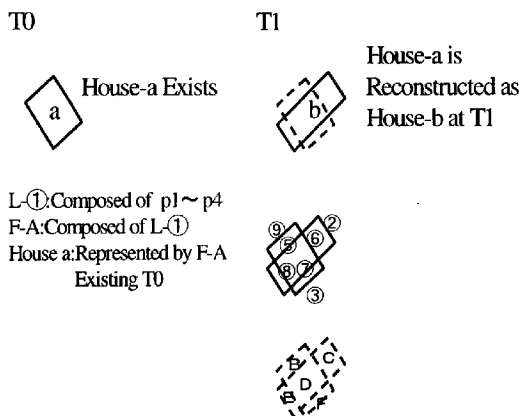 T0
T1
a
House-a Exists
b
House-a is
Reconstructed as
House-b at T1
L-①:Composed of p1~p4
F-A:Composed of L-①
House a:Represented by F-A
Existing T0
⑨ ②
⑤ ⑥
⑧ ⑦
③
B C
D
B